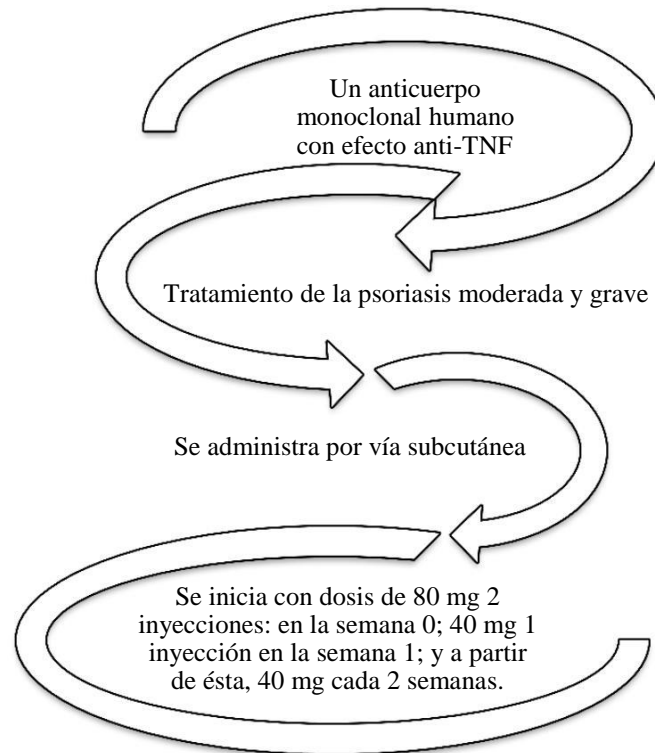 Un anticuerpo
monoclonal humano
con efecto anti-TNF
Tratamiento de la psoriasis moderada y grave
Se administra por vía subcutánea
Se inicia con dosis de 80 mg 2
inyecciones: en la semana 0; 40 mg 1
inyección en la semana 1; y a partir
de ésta, 40 mg cada 2 semanas.